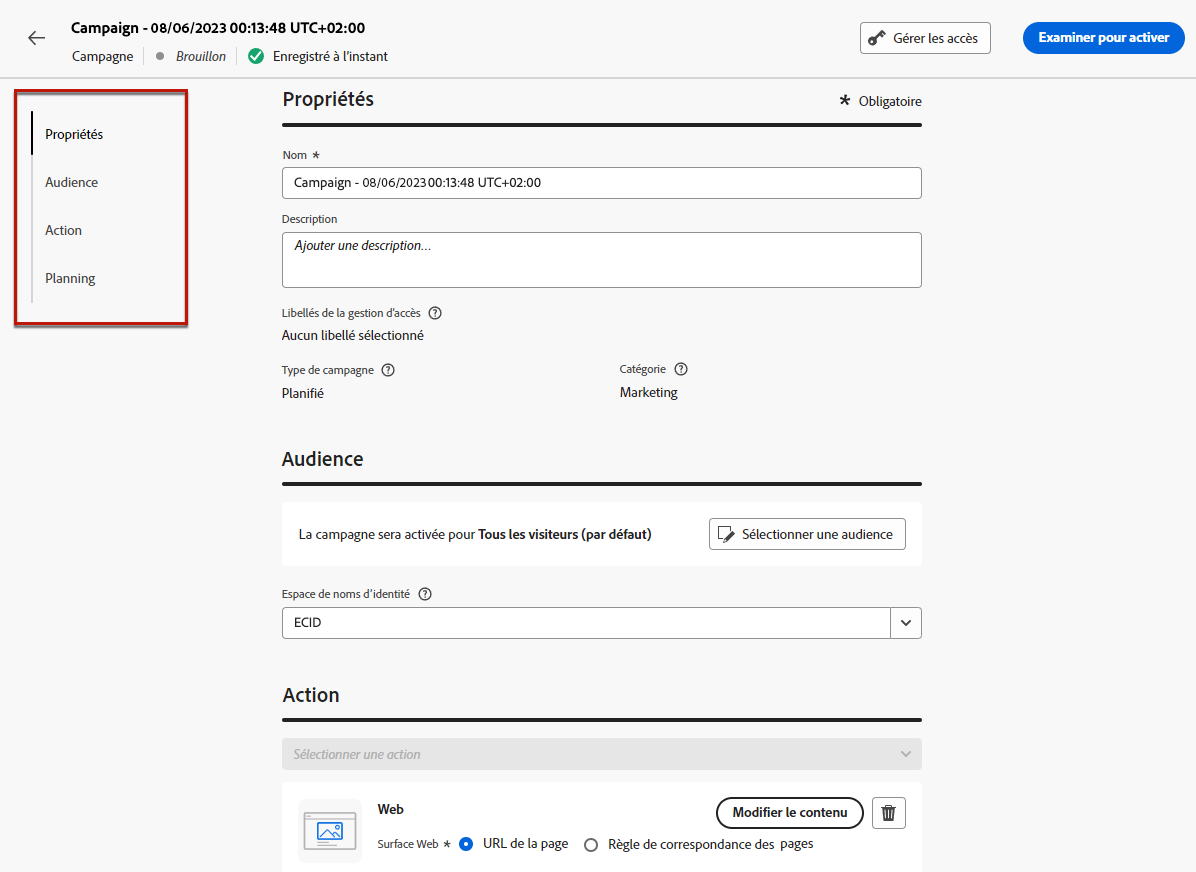 Campaign - 08/06/2023 00:13:48 UTC+02:00
Campagne Brouillon Enregistré à l'instant
Gérer les accès
Examiner pour activer
Propriétés
Audience
Action
Planning
Propriétés
* Obligatoire
Nom *
Campaign - 08/06/2023 00:13:48 UTC+02:00
Description
Ajouter une description...
Libellés de la gestion d'accès ?
Aucun libellé sélectionné
Type de campagne ?
Planifié
Catégorie ?
Marketing
Audience
La campagne sera activée pour Tous les visiteurs (par défaut)
Sélectionner une audience
Espace de noms d'identité ?
ECID
Action
Sélectionner une action
Web
Modifier le contenu
Surface Web * URL de la page Règle de correspondance des pages